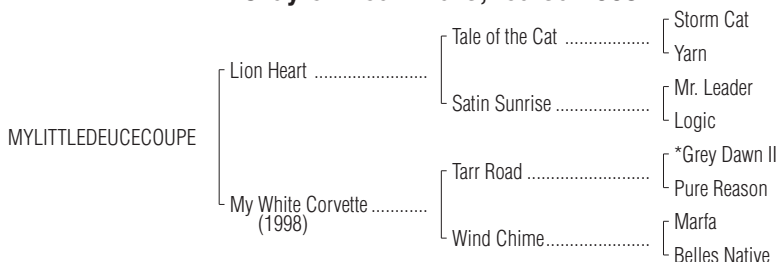 Storm Cat
Tale of the Cat ..................
Yarn
Lion Heart ........................
Mr. Leader
Satin Sunrise ....................
Logic
MYLITTLEDEUCECOUPE
*Grey Dawn II
Tarr Road ..........................
Pure Reason
My White Corvette ............
(1998)
Marfa
Wind Chime......................
Belles Native